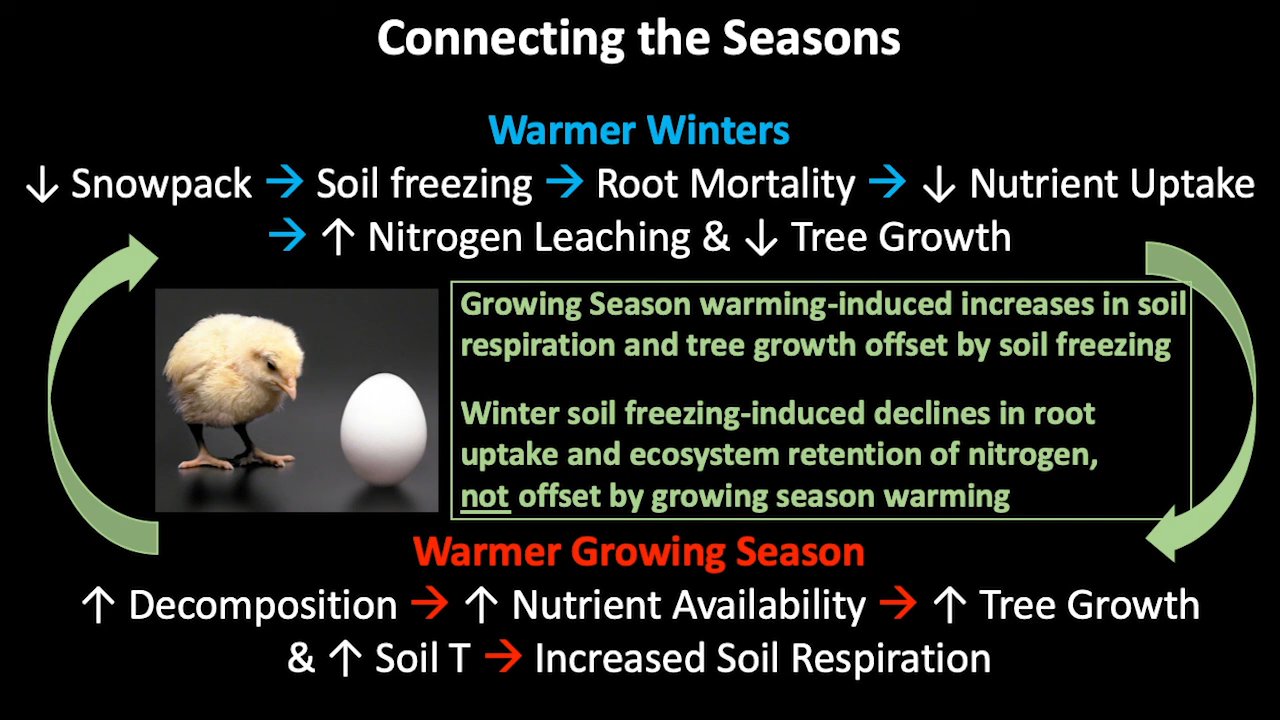 Connecting the Seasons
Warmer Winters
↓ Snowpack → Soil freezing → Root Mortality → ↓ Nutrient Uptake
→ ↑ Nitrogen Leaching & ↓ Tree Growth
Growing Season warming-induced increases in soil
respiration and tree growth offset by soil freezing
Winter soil freezing-induced declines in root
uptake and ecosystem retention of nitrogen,
not offset by growing season warming
Warmer Growing Season
↑ Decomposition → ↑ Nutrient Availability → ↑ Tree Growth
& ↑ Soil T → Increased Soil Respiration